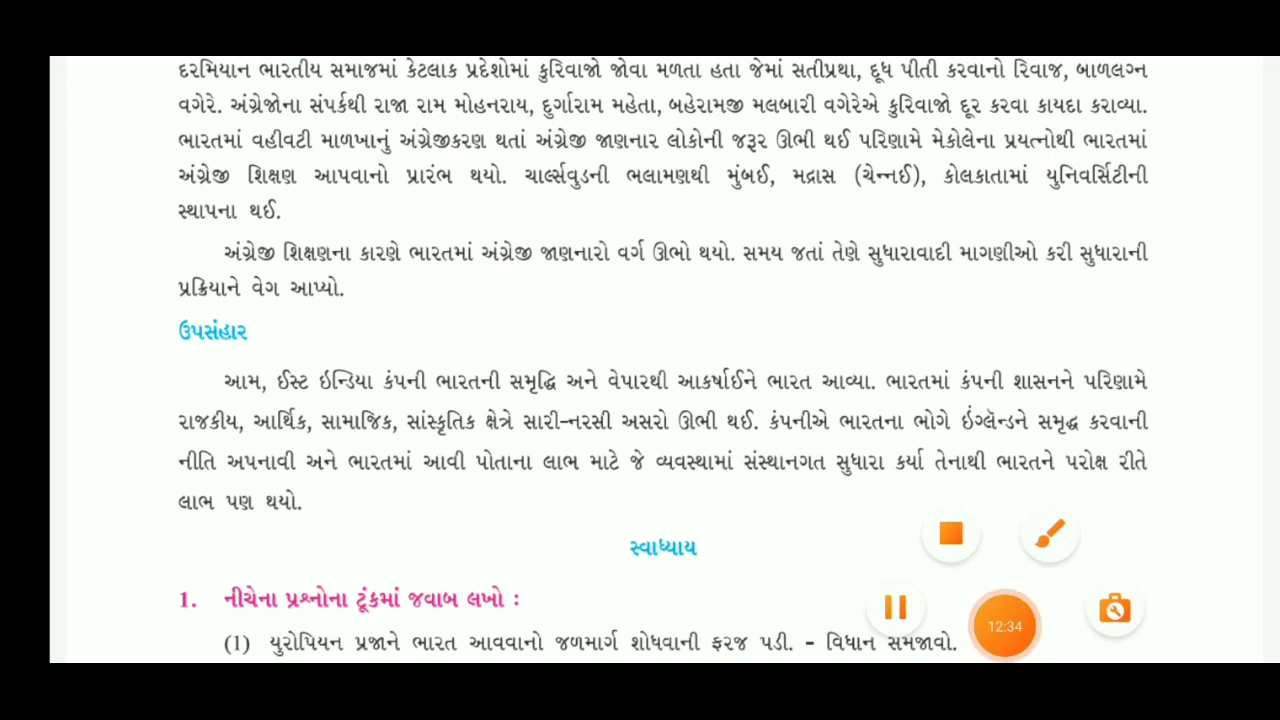 દરમિયાન ભારતીય સમાજમાં કેટલાક પ્રદેશોમાં કુરિવાજો જોવા મળતા હતા જેમાં સતીપ્રથા, દૂધ પીતી કરવાનો રિવાજ, બાળલગ્ન
વગેરે. અંગ્રેજોના સંપર્કથી રાજા રામ મોહનરાય, દુર્ગારામ મહેતા, બહેરામજી મલબારી વગેરેએ કુરિવાજો દૂર કરવા કાયદા કરાવ્યા.
ભારતમાં વહીવટી માળખાનું અંગ્રેજીકરણ થતાં અંગ્રેજી જાણનાર લોકોની જરૂર ઊભી થઈ પરિણામે મેકોલેના પ્રયત્નોથી ભારતમાં
અંગ્રેજી શિક્ષણ આપવાનો પ્રારંભ થયો. ચાર્લ્સવુડની ભલામણથી મુંબઈ, મદ્રાસ (ચેન્નઈ), કોલકાતામાં યુનિવર્સિટીની
સ્થાપના થઈ.
અંગ્રેજી શિક્ષણના કારણે ભારતમાં અંગ્રેજી જાણનારો વર્ગ ઊભો થયો. સમય જતાં તેણે સુધારાવાદી માગણીઓ કરી સુધારાની
પ્રક્રિયાને વેગ આપ્યો.
ઉપસંહાર
આમ, ઈસ્ટ ઇન્ડિયા કંપની ભારતની સમૃદ્ધિ અને વેપારથી આકર્ષાઈને ભારત આવ્યા. ભારતમાં કંપની શાસનને પરિણામે
રાજકીય, આર્થિક, સામાજિક, સાંસ્કૃતિક ક્ષેત્રે સારી-નરસી અસરો ઊભી થઈ. કંપનીએ ભારતના ભોગે ઇંગ્લૅન્ડને સમૃદ્ધ કરવાની
નીતિ અપનાવી અને ભારતમાં આવી પોતાના લાભ માટે જે વ્યવસ્થામાં સંસ્થાનગત સુધારા કર્યા તેનાથી ભારતને પરોક્ષ રીતે
લાભ પણ થયો.
સ્વાધ્યાય
1. નીચેના પ્રશ્નોના ટૂંકમાં જવાબ લખો :
12:34
(1) યુરોપિયન પ્રજાને ભારત આવવાનો જળમાર્ગ શોધવાની ફરજ પડી. - વિધાન સમજાવો.